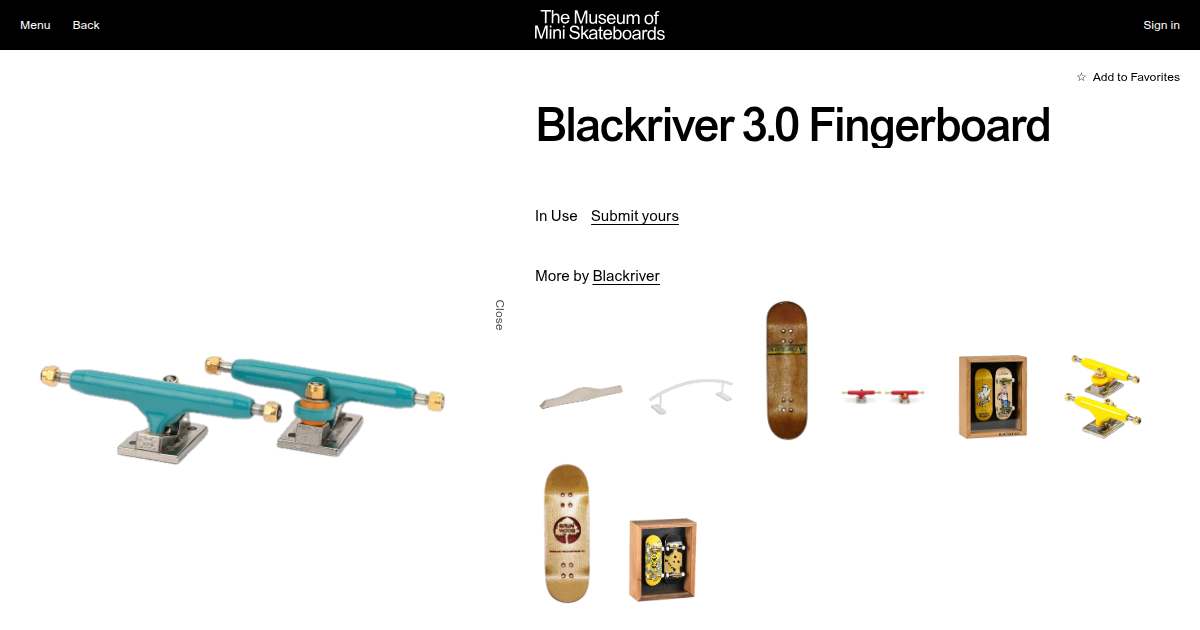 Menu
Back
The Museum of
Mini Skateboards
Sign in
☆ Add to Favorites
Blackriver 3.0 Fingerboard
In Use
Submit yours
More by Blackriver
Close